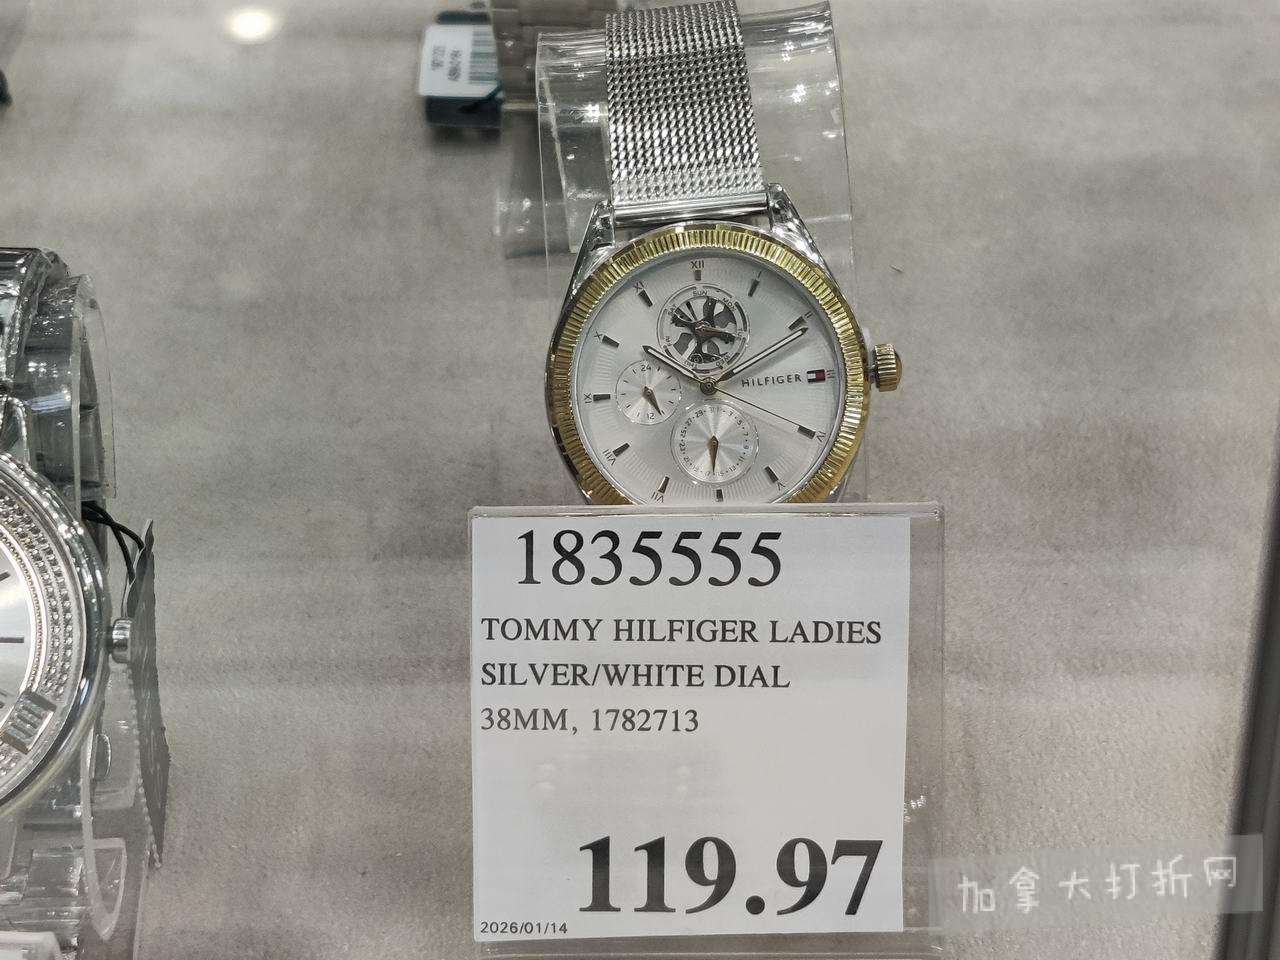 XII
HILFIGER
1835555
TOMMY HILFIGER LADIES
SILVER/WHITE DIAL
38MM, 1782713
119.97
2026/01/14
加拿大打折网